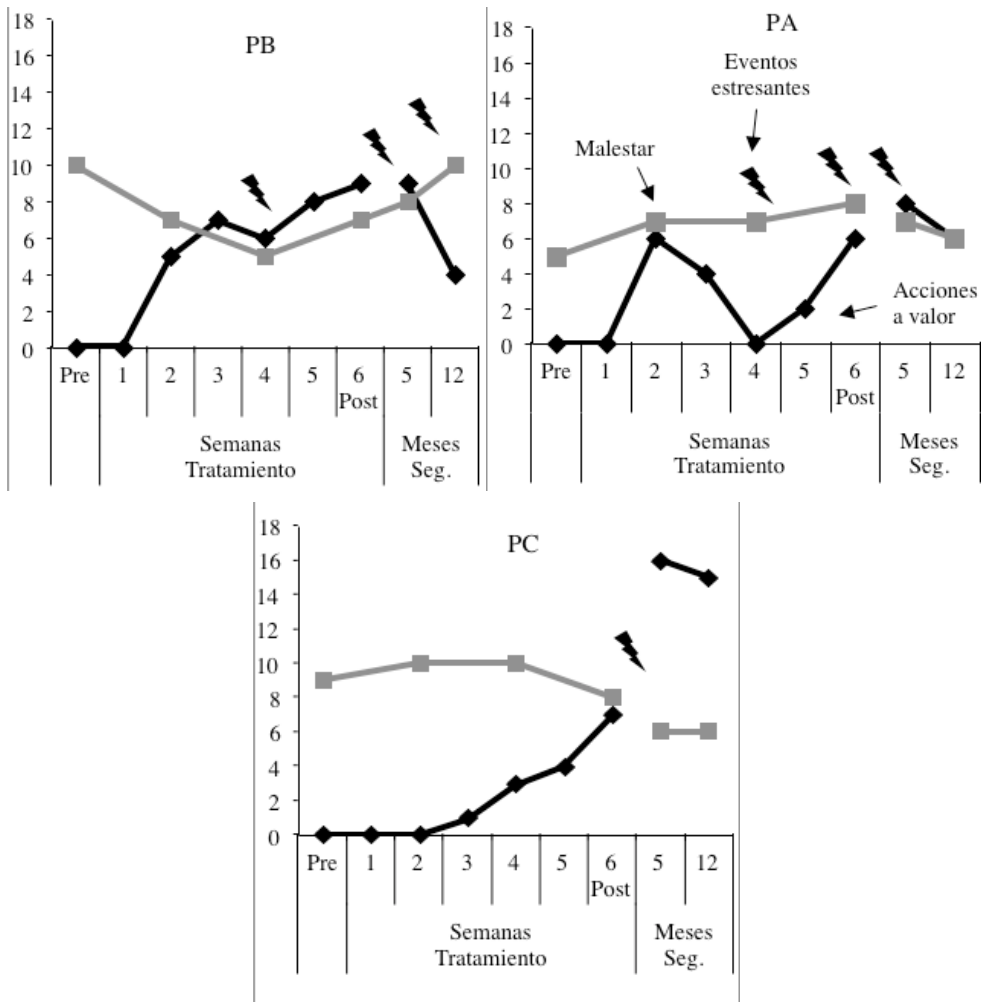 PB
18
16
14
12
10
8
6
4
2
0
Pre 1 2 3 4 5 6 5 12
Post
Semanas Meses
Tratamiento Seg.
PA
18
16
14
12
10
8
6
4
2
0
Eventos
estresantes
Malestar
Acciones
a valor
Pre 1 2 3 4 5 6 5 12
Post
Semanas Meses
Tratamiento Seg.
PC
18
16
14
12
10
8
6
4
2
0
Pre 1 2 3 4 5 6 5 12
Post
Semanas Meses
Tratamiento Seg.